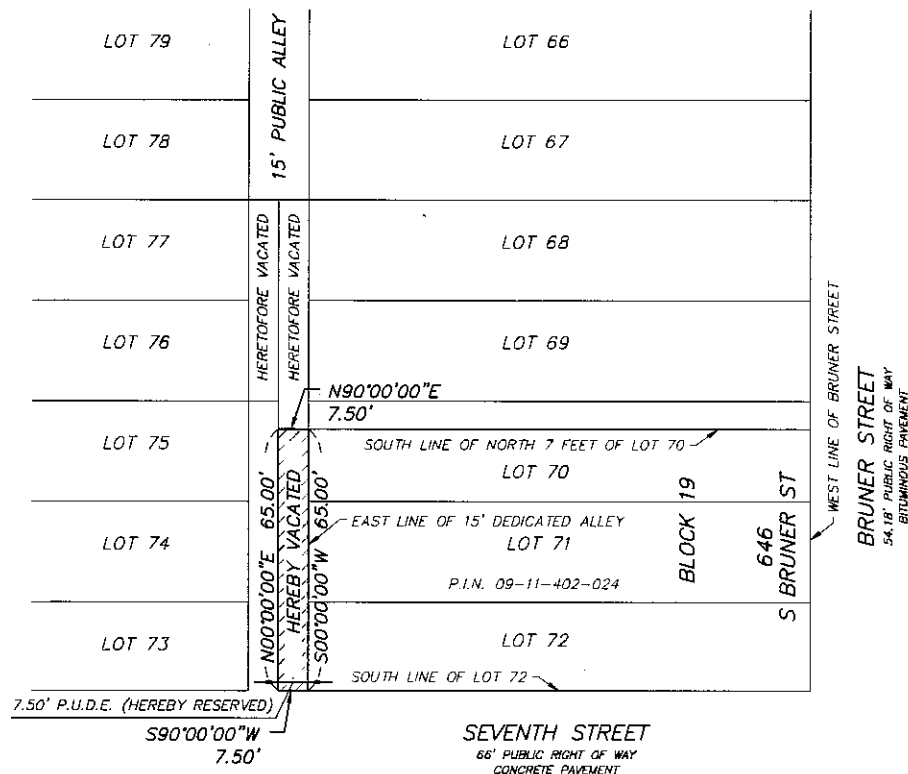 LOT 79
15' PUBLIC ALLEY
LOT 66
LOT 78
LOT 67
LOT 77
HERETOFORE VACATED
HERETOFORE VACATED
LOT 68
LOT 76
LOT 69
WEST LINE OF BRUNER STREET
BRUNER STREET
54.18' PUBLIC RIGHT OF WAY
BITUMINOUS PAVEMENT
N90°00'00"E
7.50'
LOT 75
SOUTH LINE OF NORTH 7 FEET OF LOT 70
LOT 70
N00°00'00"E 65.00'
HEREBY VACATED
S00°00'00"W 65.00'
EAST LINE OF 15' DEDICATED ALLEY
LOT 74
LOT 71
BLOCK 19
646
S BRUNER ST
P.I.N. 09-11-402-024
LOT 73
LOT 72
SOUTH LINE OF LOT 72
7.50' P.U.D.E. (HEREBY RESERVED)
S90°00'00"W
7.50'
SEVENTH STREET
66' PUBLIC RIGHT OF WAY
CONCRETE PAVEMENT